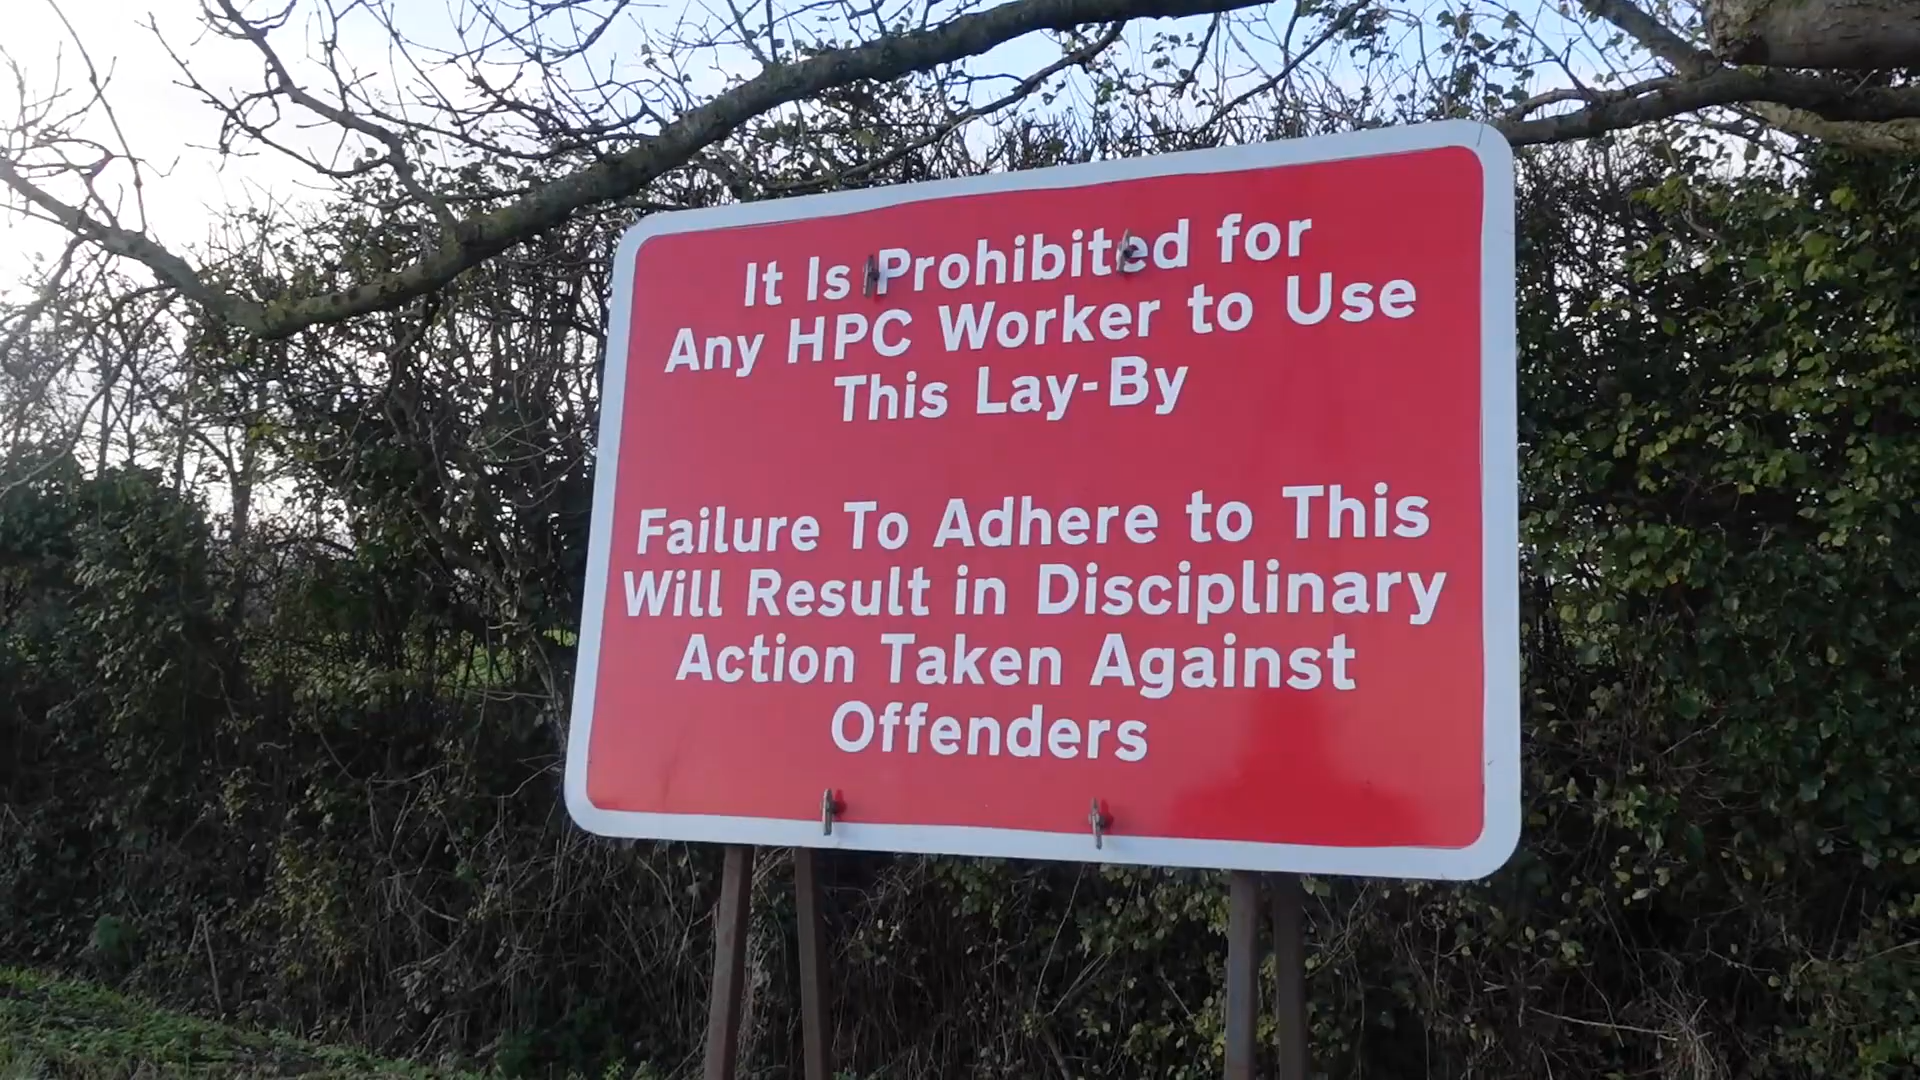 It Is Prohibited for
Any HPC Worker to Use
This Lay-By
Failure To Adhere to This
Will Result in Disciplinary
Action Taken Against
Offenders